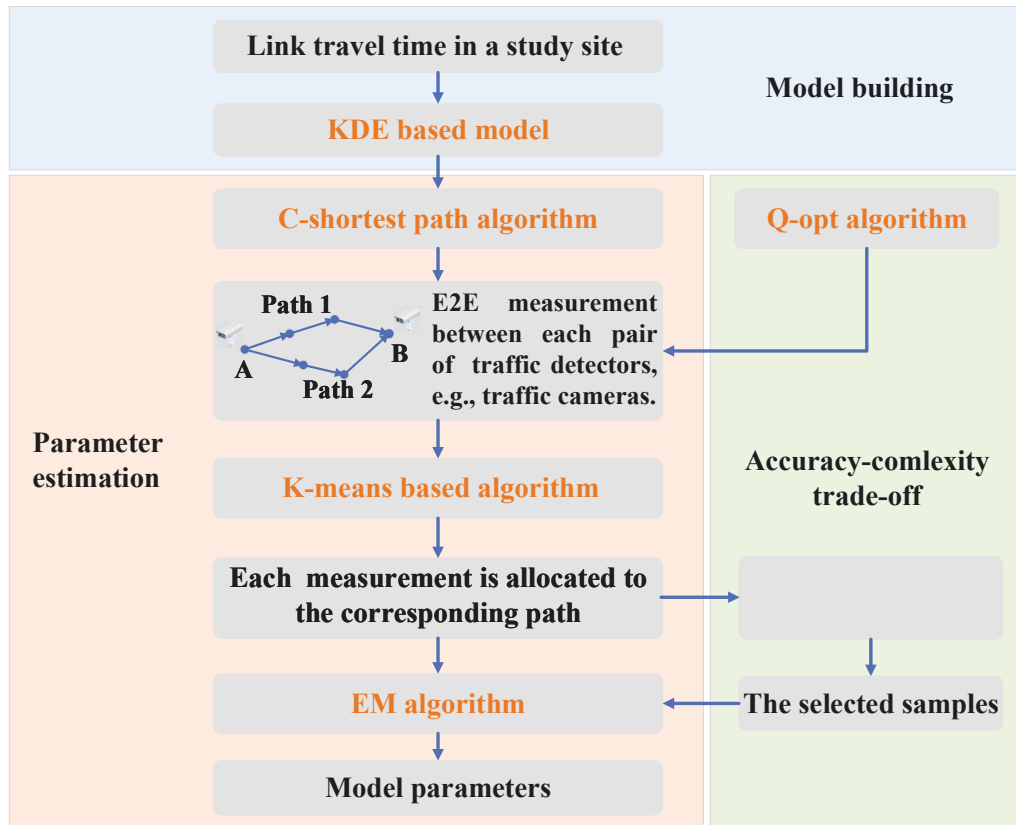 Link travel time in a study site
Model building
KDE based model
C-shortest path algorithm
Q-opt algorithm
Path 1
A
B
Path 2
E2E measurement
between each pair
of traffic detectors,
e.g., traffic cameras.
Parameter
estimation
K-means based algorithm
Accuracy-comlexity
trade-off
Each measurement is allocated to
the corresponding path
EM algorithm
The selected samples
Model parameters